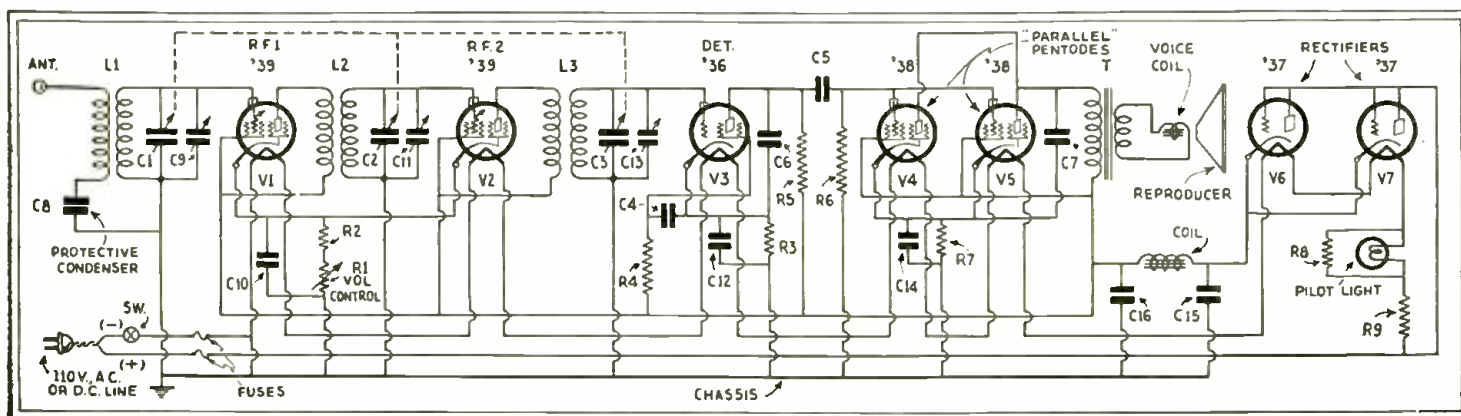 ANT.
L1
R.F.1
'39
L2
R.F.2
'39
L3
DET.
'36
C5
"PARALLEL"
PENTODES
'38
'38
T
VOICE
COIL
RECTIFIERS
'37
'37
C1
C9
V1
C2
C11
V2
C3
C13
V3
C6
R5
R6
V4
V5
C7
REPRODUCER
V6
V7
C8
PROTECTIVE
CONDENSER
C10
R2
R1
VOL
CONTROL
C4
R4
C12
R3
C14
R7
COIL
C16
C15
R8
PILOT LIGHT
R9
SW.
(-)
(+)
110V., A.C.
OR D.C. LINE
FUSES
CHASSIS